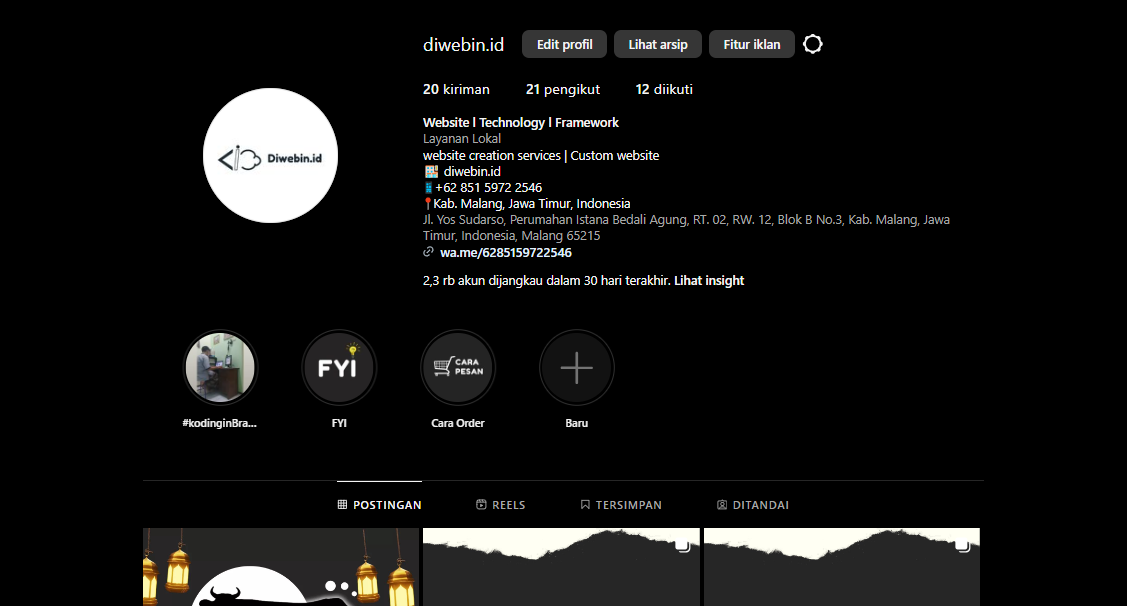 diwebin.id Edit profil Lihat arsip Fitur iklan
20 kiriman 21 pengikut 12 diikuti
Diwebin.id
Website l Technology l Framework
Layanan Lokal
website creation services | Custom website
🏪 diwebin.id
📱+62 851 5972 2546
📍Kab. Malang, Jawa Timur, Indonesia
Jl. Yos Sudarso, Perumahan Istana Bedali Agung, RT. 02, RW. 12, Blok B No.3, Kab. Malang, Jawa
Timur, Indonesia, Malang 65215
wa.me/6285159722546
2,3 rb akun dijangkau dalam 30 hari terakhir. Lihat insight
FYI
CARA
PESAN
#kodinginBra... FYI Cara Order Baru
POSTINGAN REELS TERSIMPAN DITANDAI